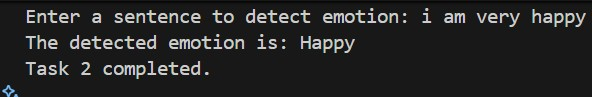 Enter a sentence to detect emotion: i am very happy
The detected emotion is: Happy
Task 2 completed.